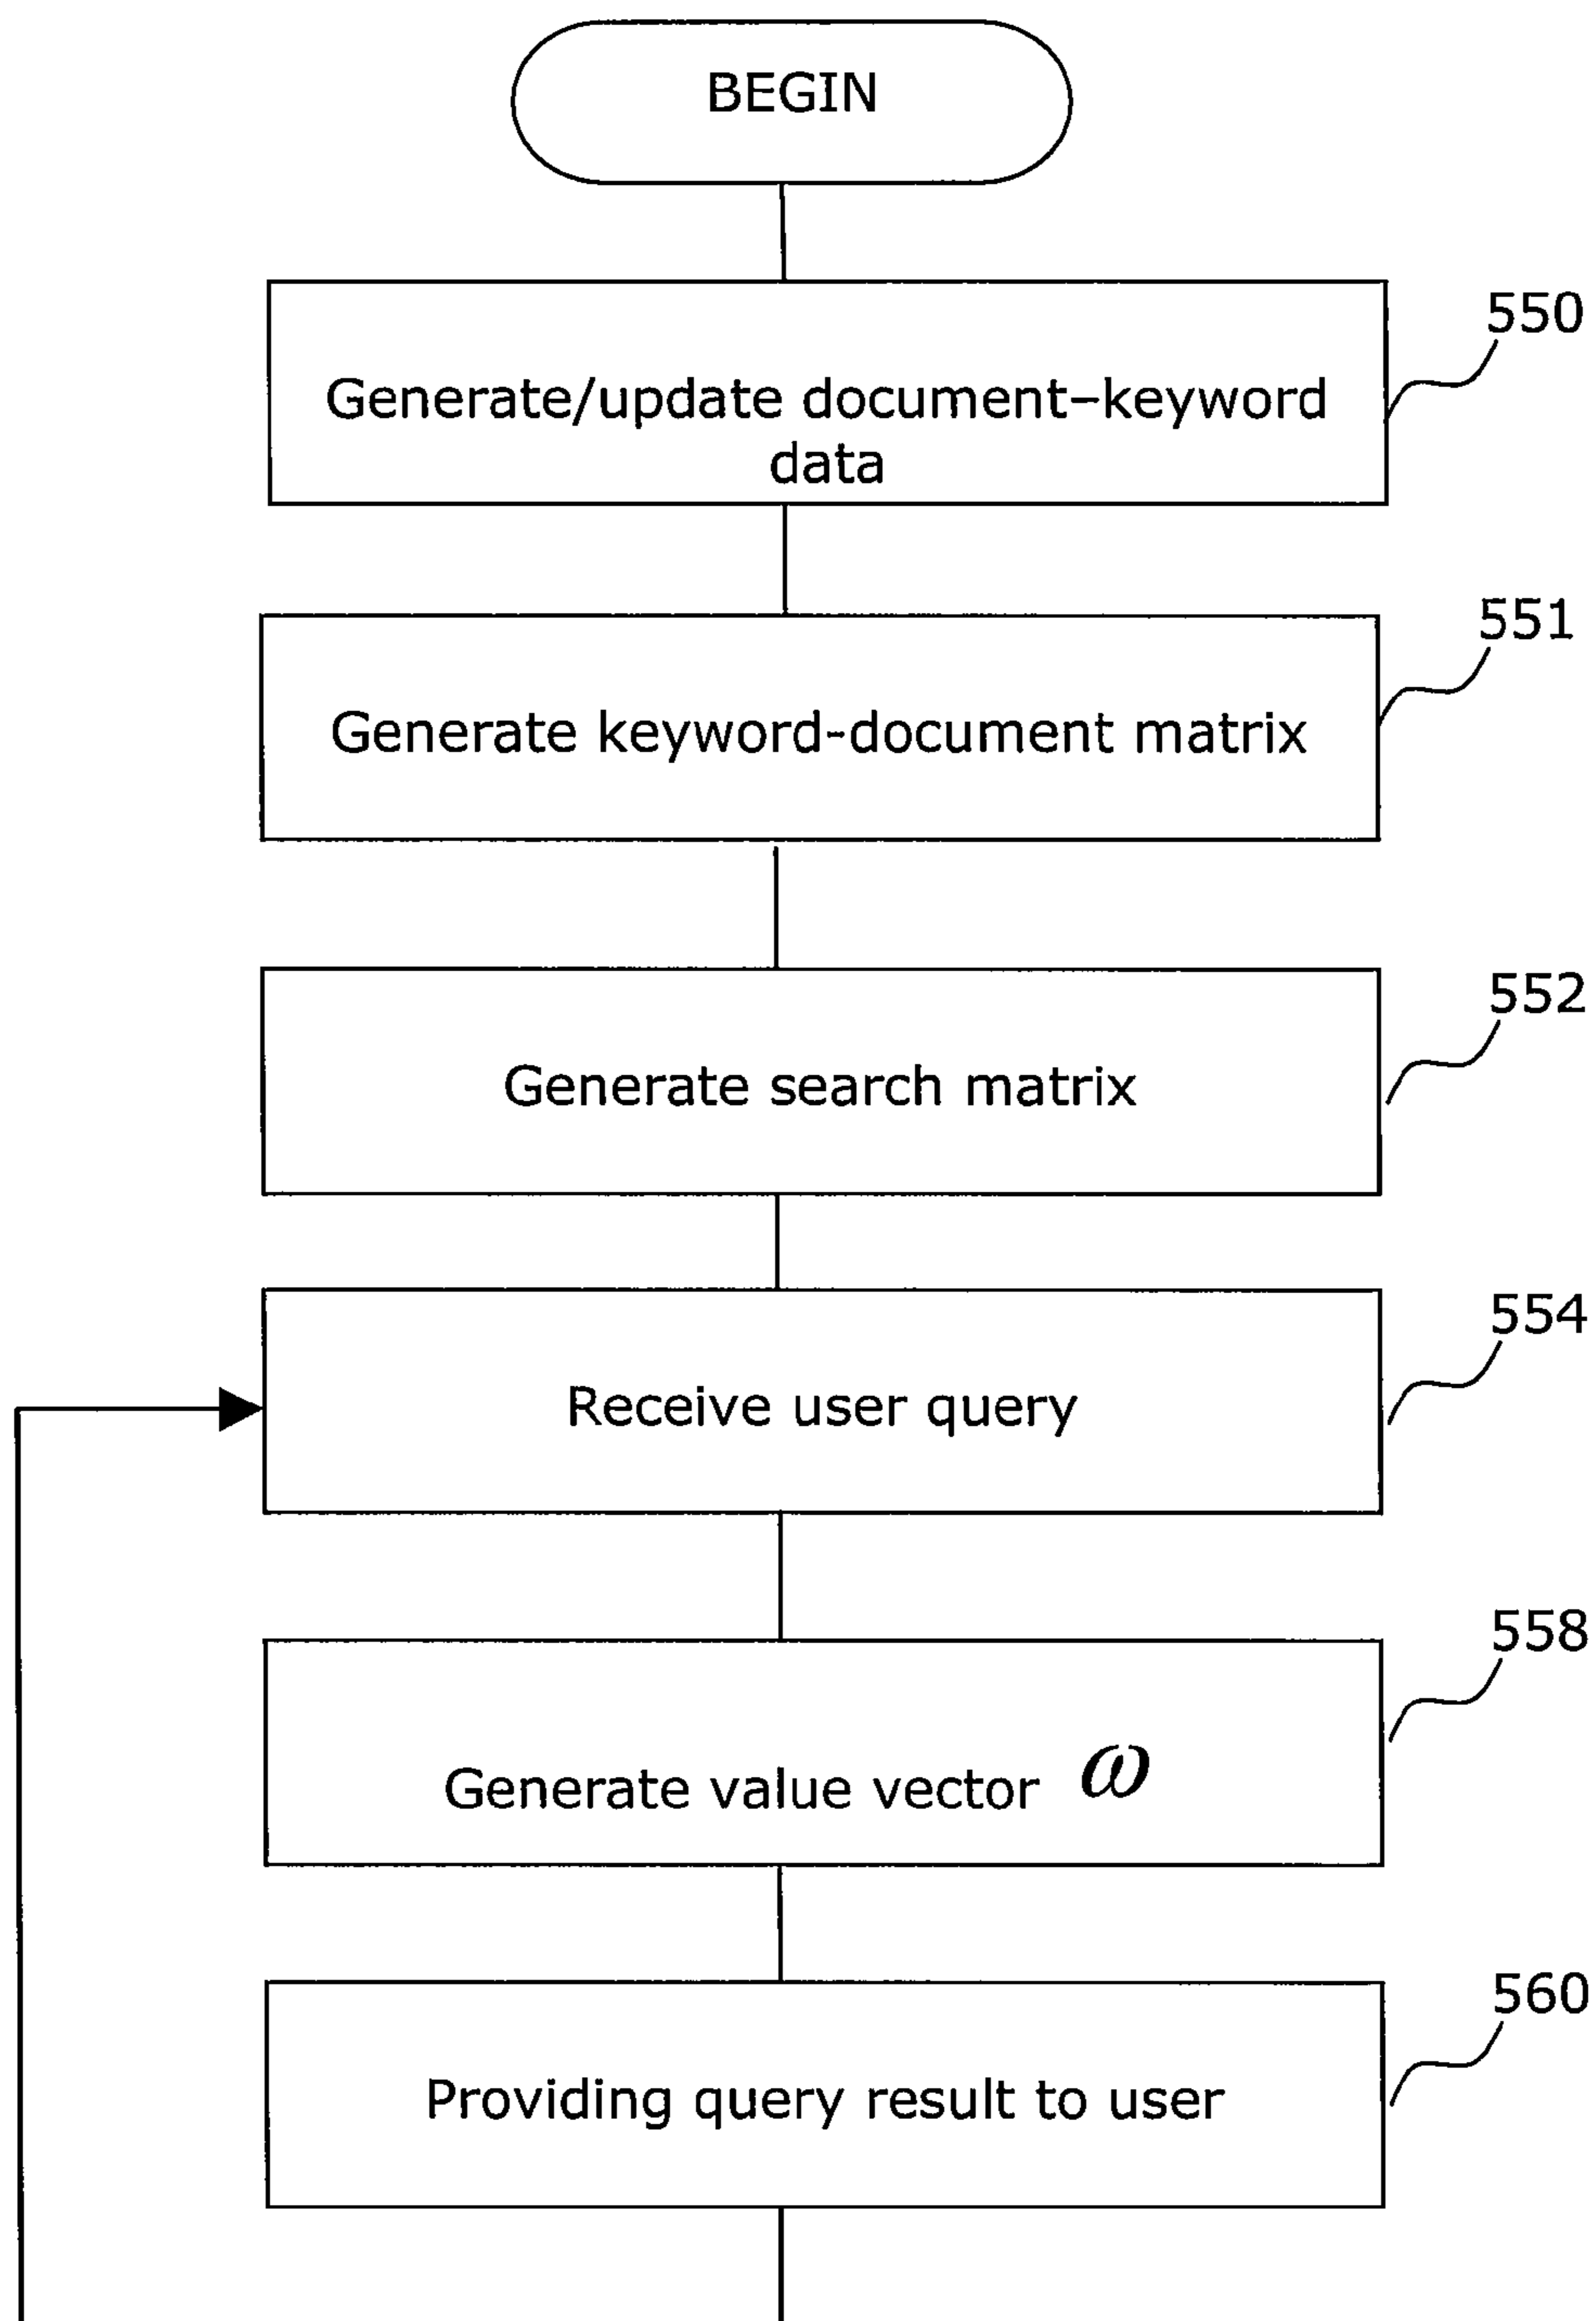 BEGIN
550
Generate/update document–keyword
data
551
Generate keyword-document matrix
552
Generate search matrix
554
Receive user query
558
Generate value vector ω
560
Providing query result to user